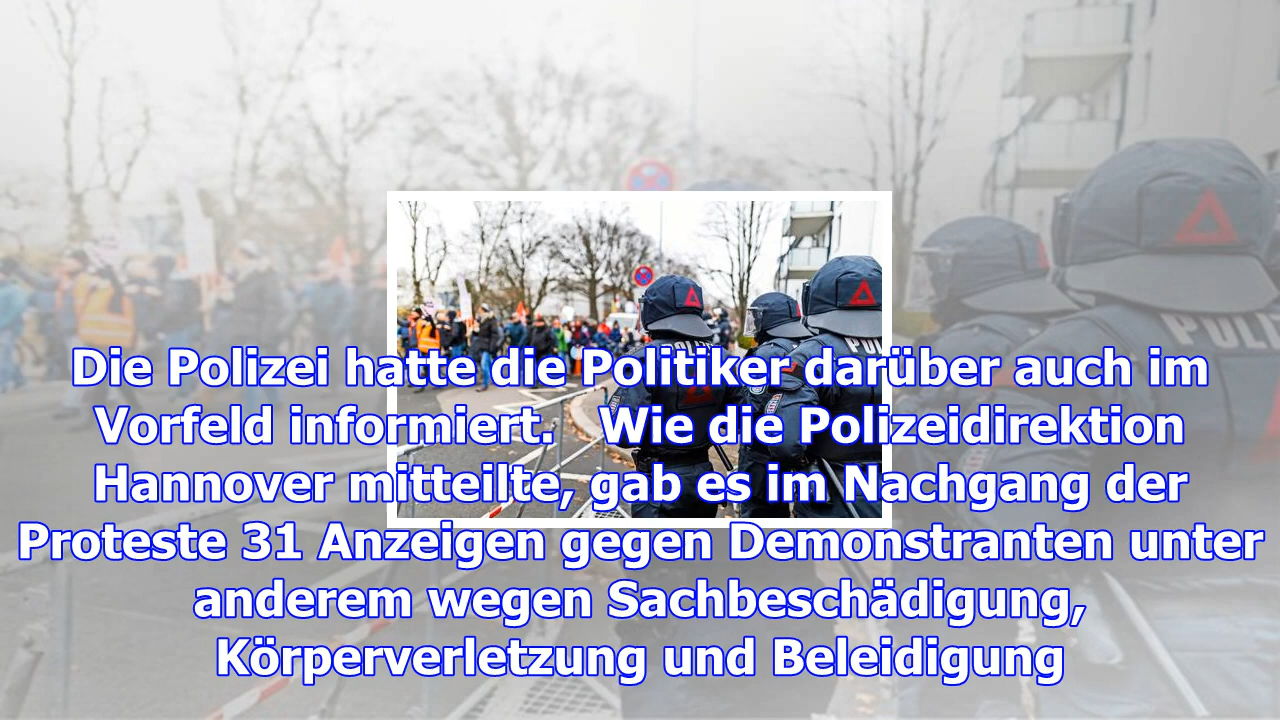 Die Polizei hatte die Politiker darüber auch im
Vorfeld informiert. Wie die Polizeidirektion
Hannover mitteilte, gab es im Nachgang der
Proteste 31 Anzeigen gegen Demonstranten unter
anderem wegen Sachbeschädigung,
Körperverletzung und Beleidigung